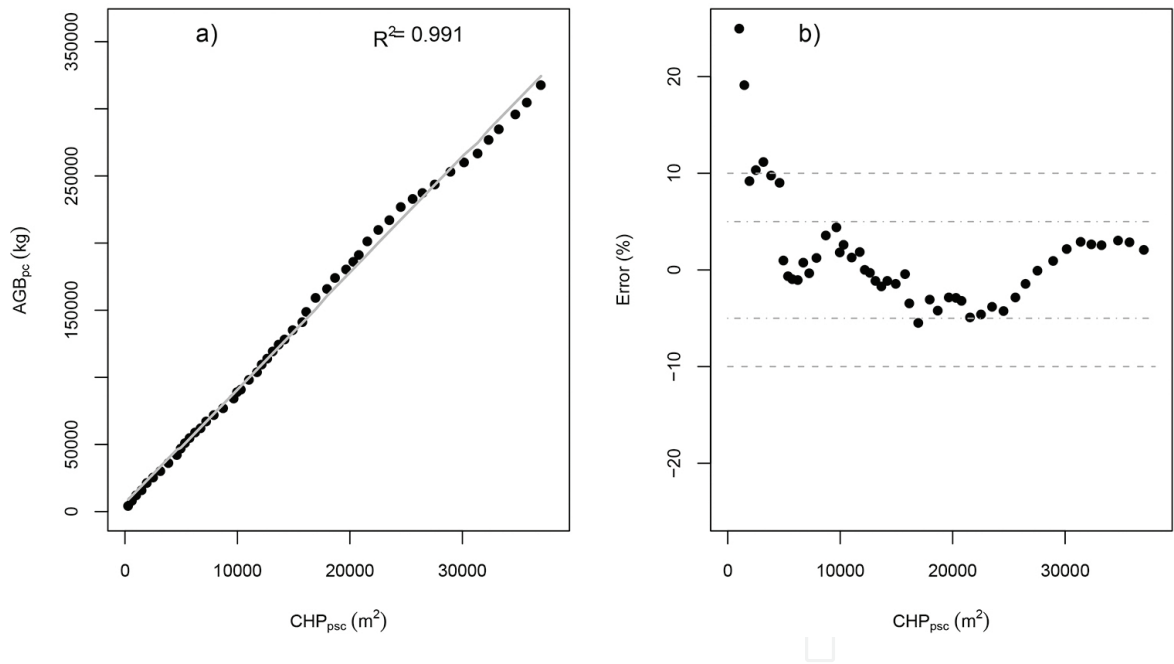 a)
R²= 0.991
350000
250000
150000
50000
0
AGBpc (kg)
0 10000 20000 30000
CHPpsc (m²)
b)
20
10
0
−10
−20
Error (%)
0 10000 20000 30000
CHPpsc (m²)